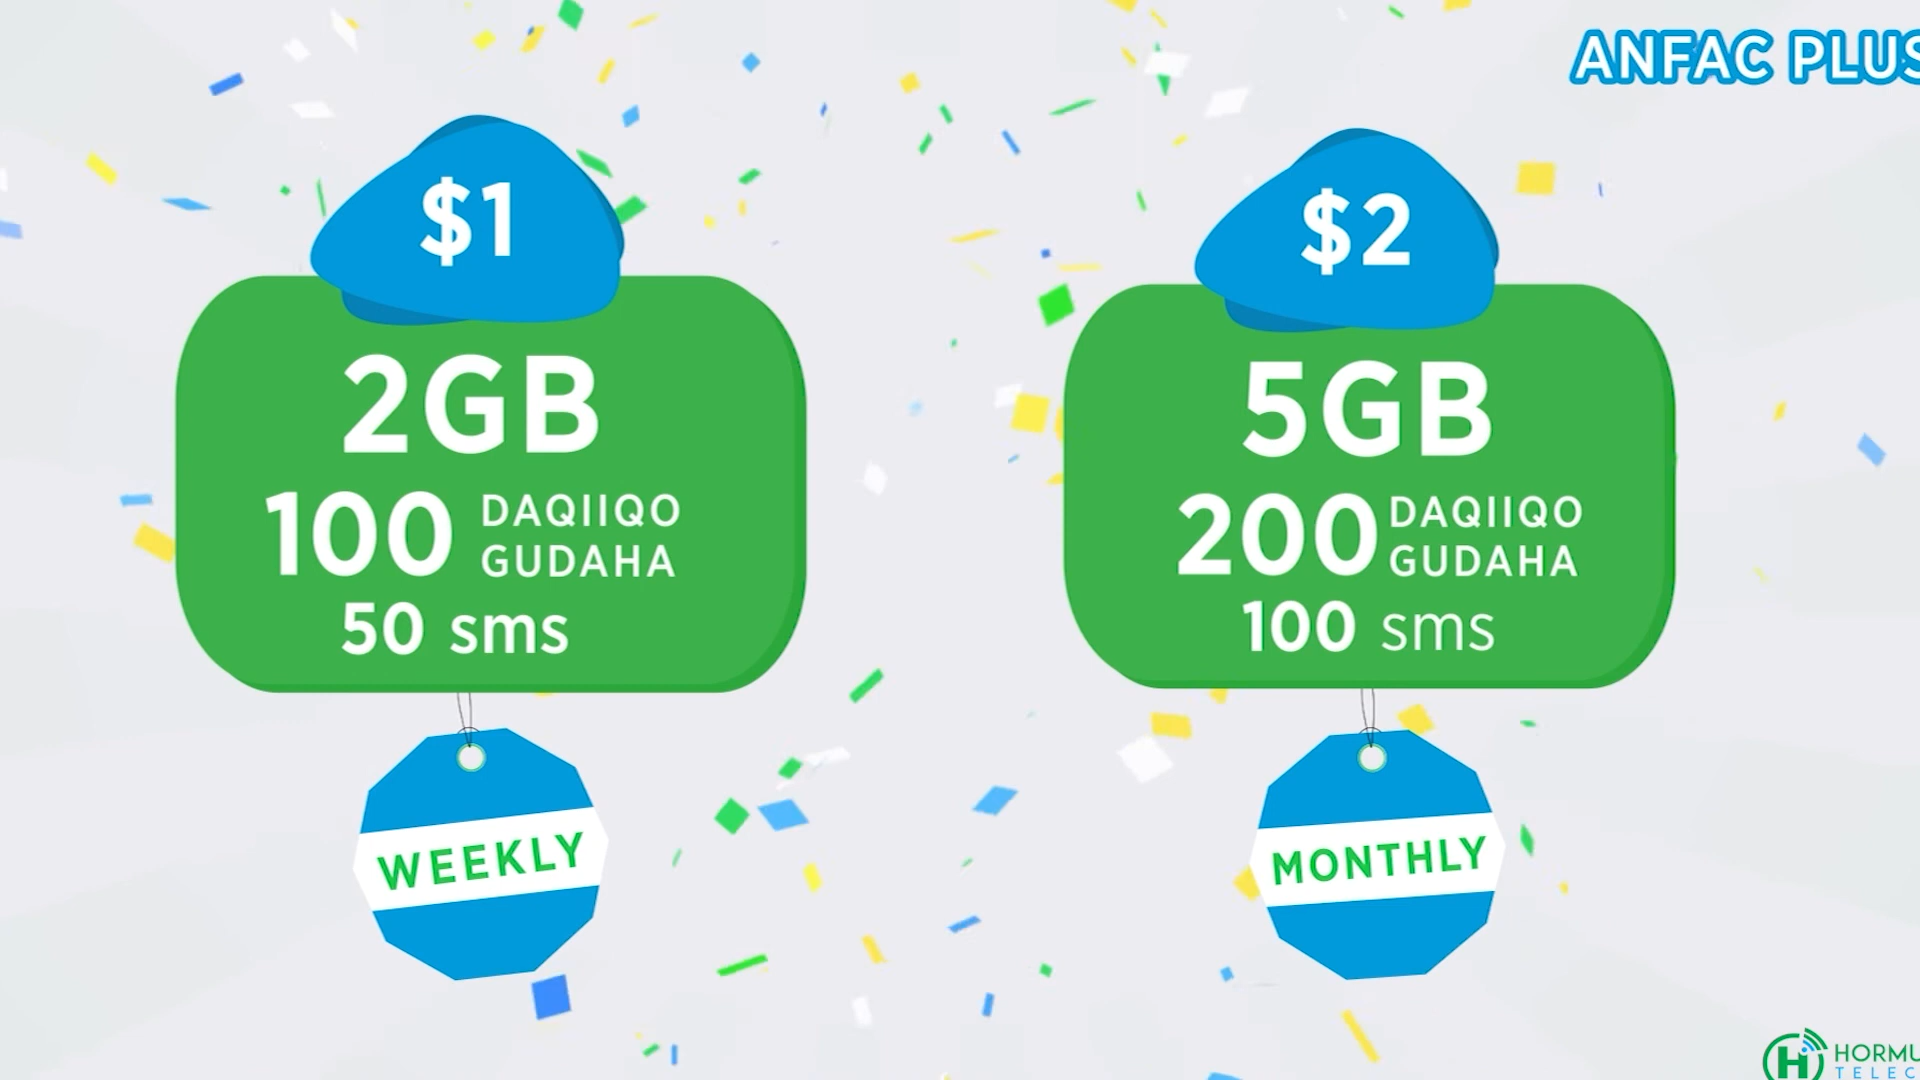 ANFAC PLUS
$1
2GB
100 DAQIIQO
GUDAHA
50 sms
WEEKLY
$2
5GB
200 DAQIIQO
GUDAHA
100 sms
MONTHLY